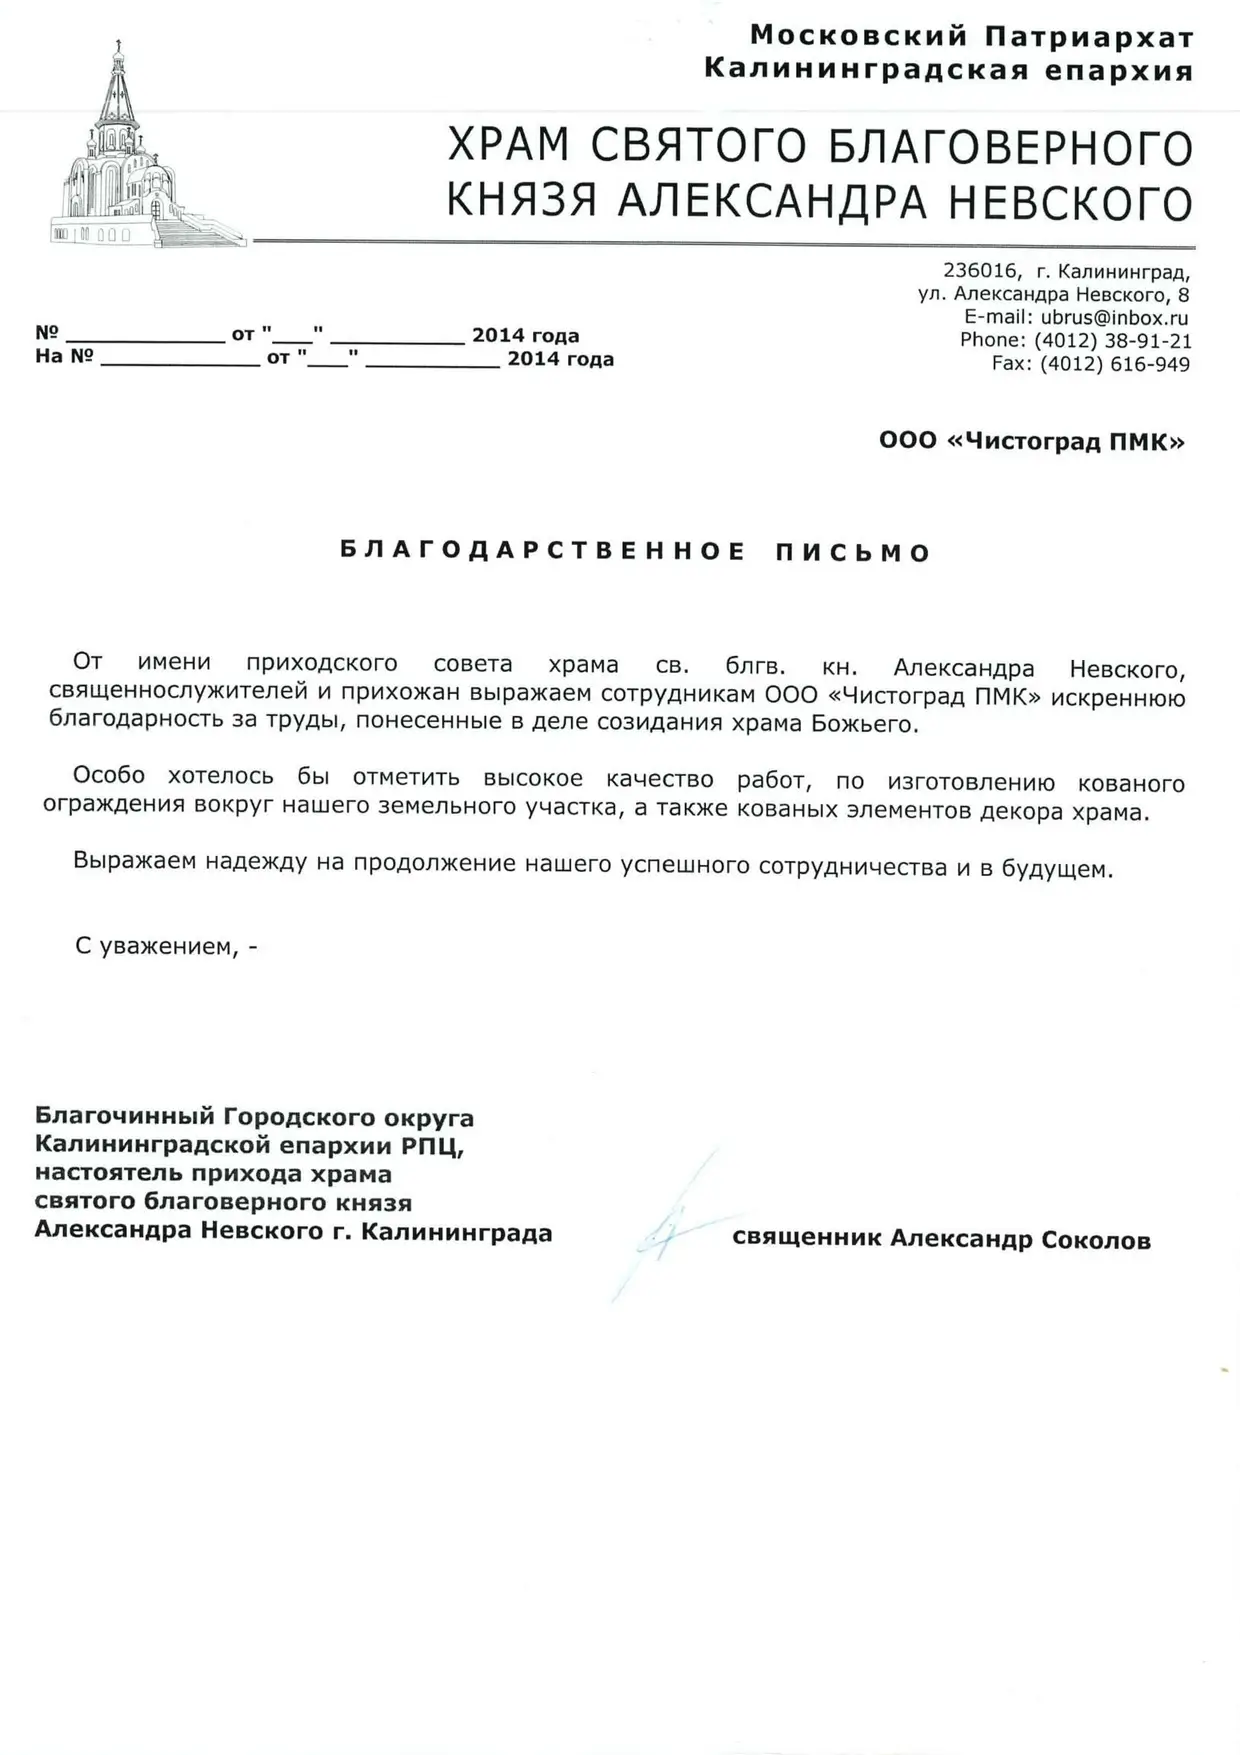 Московский Патриархат
Калининградская епархия
ХРАМ СВЯТОГО БЛАГОВЕРНОГО
КНЯЗЯ АЛЕКСАНДРА НЕВСКОГО
236016, г. Калининград,
ул. Александра Невского, 8
E-mail: ubrus@inbox.ru
Phone: (4012) 38-91-21
Fax: (4012) 616-949
№ ______________ от "___" ____________ 2014 года
На № ______________ от "___" ____________ 2014 года
ООО «Чистоград ПМК»
БЛАГОДАРСТВЕННОЕ ПИСЬМО
От имени приходского совета храма св. блгв. кн. Александра Невского,
священнослужителей и прихожан выражаем сотрудникам ООО «Чистоград ПМК» искреннюю
благодарность за труды, понесенные в деле созидания храма Божьего.
Особо хотелось бы отметить высокое качество работ, по изготовлению кованого
ограждения вокруг нашего земельного участка, а также кованых элементов декора храма.
Выражаем надежду на продолжение нашего успешного сотрудничества и в будущем.
С уважением, -
Благочинный Городского округа
Калининградской епархии РПЦ,
настоятель прихода храма
святого благоверного князя
Александра Невского г. Калининграда
священник Александр Соколов